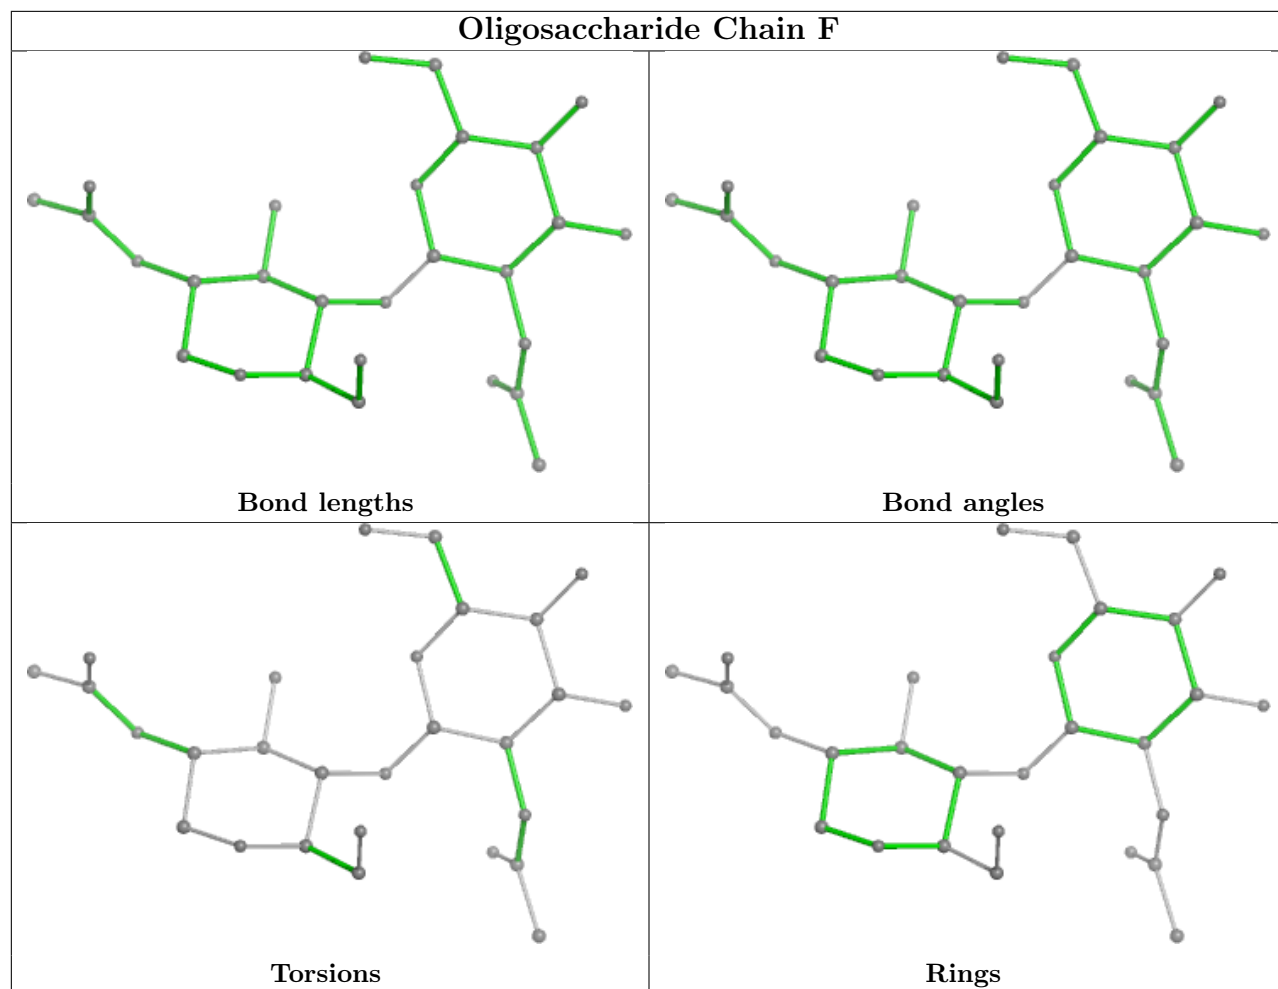 Oligosaccharide Chain F
Bond lengths
Bond angles
Torsions
Rings